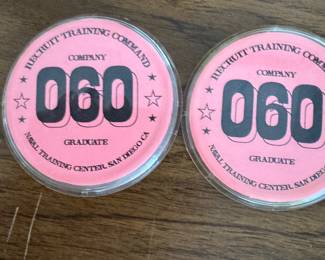 RECRUIT TRAINING COMMAND
COMPANY
060
GRADUATE
NAVAL TRAINING CENTER, SAN DIEGO CA
RECRUIT TRAINING COMMAND
COMPANY
060
GRADUATE
NAVAL TRAINING CENTER, SAN DIEGO